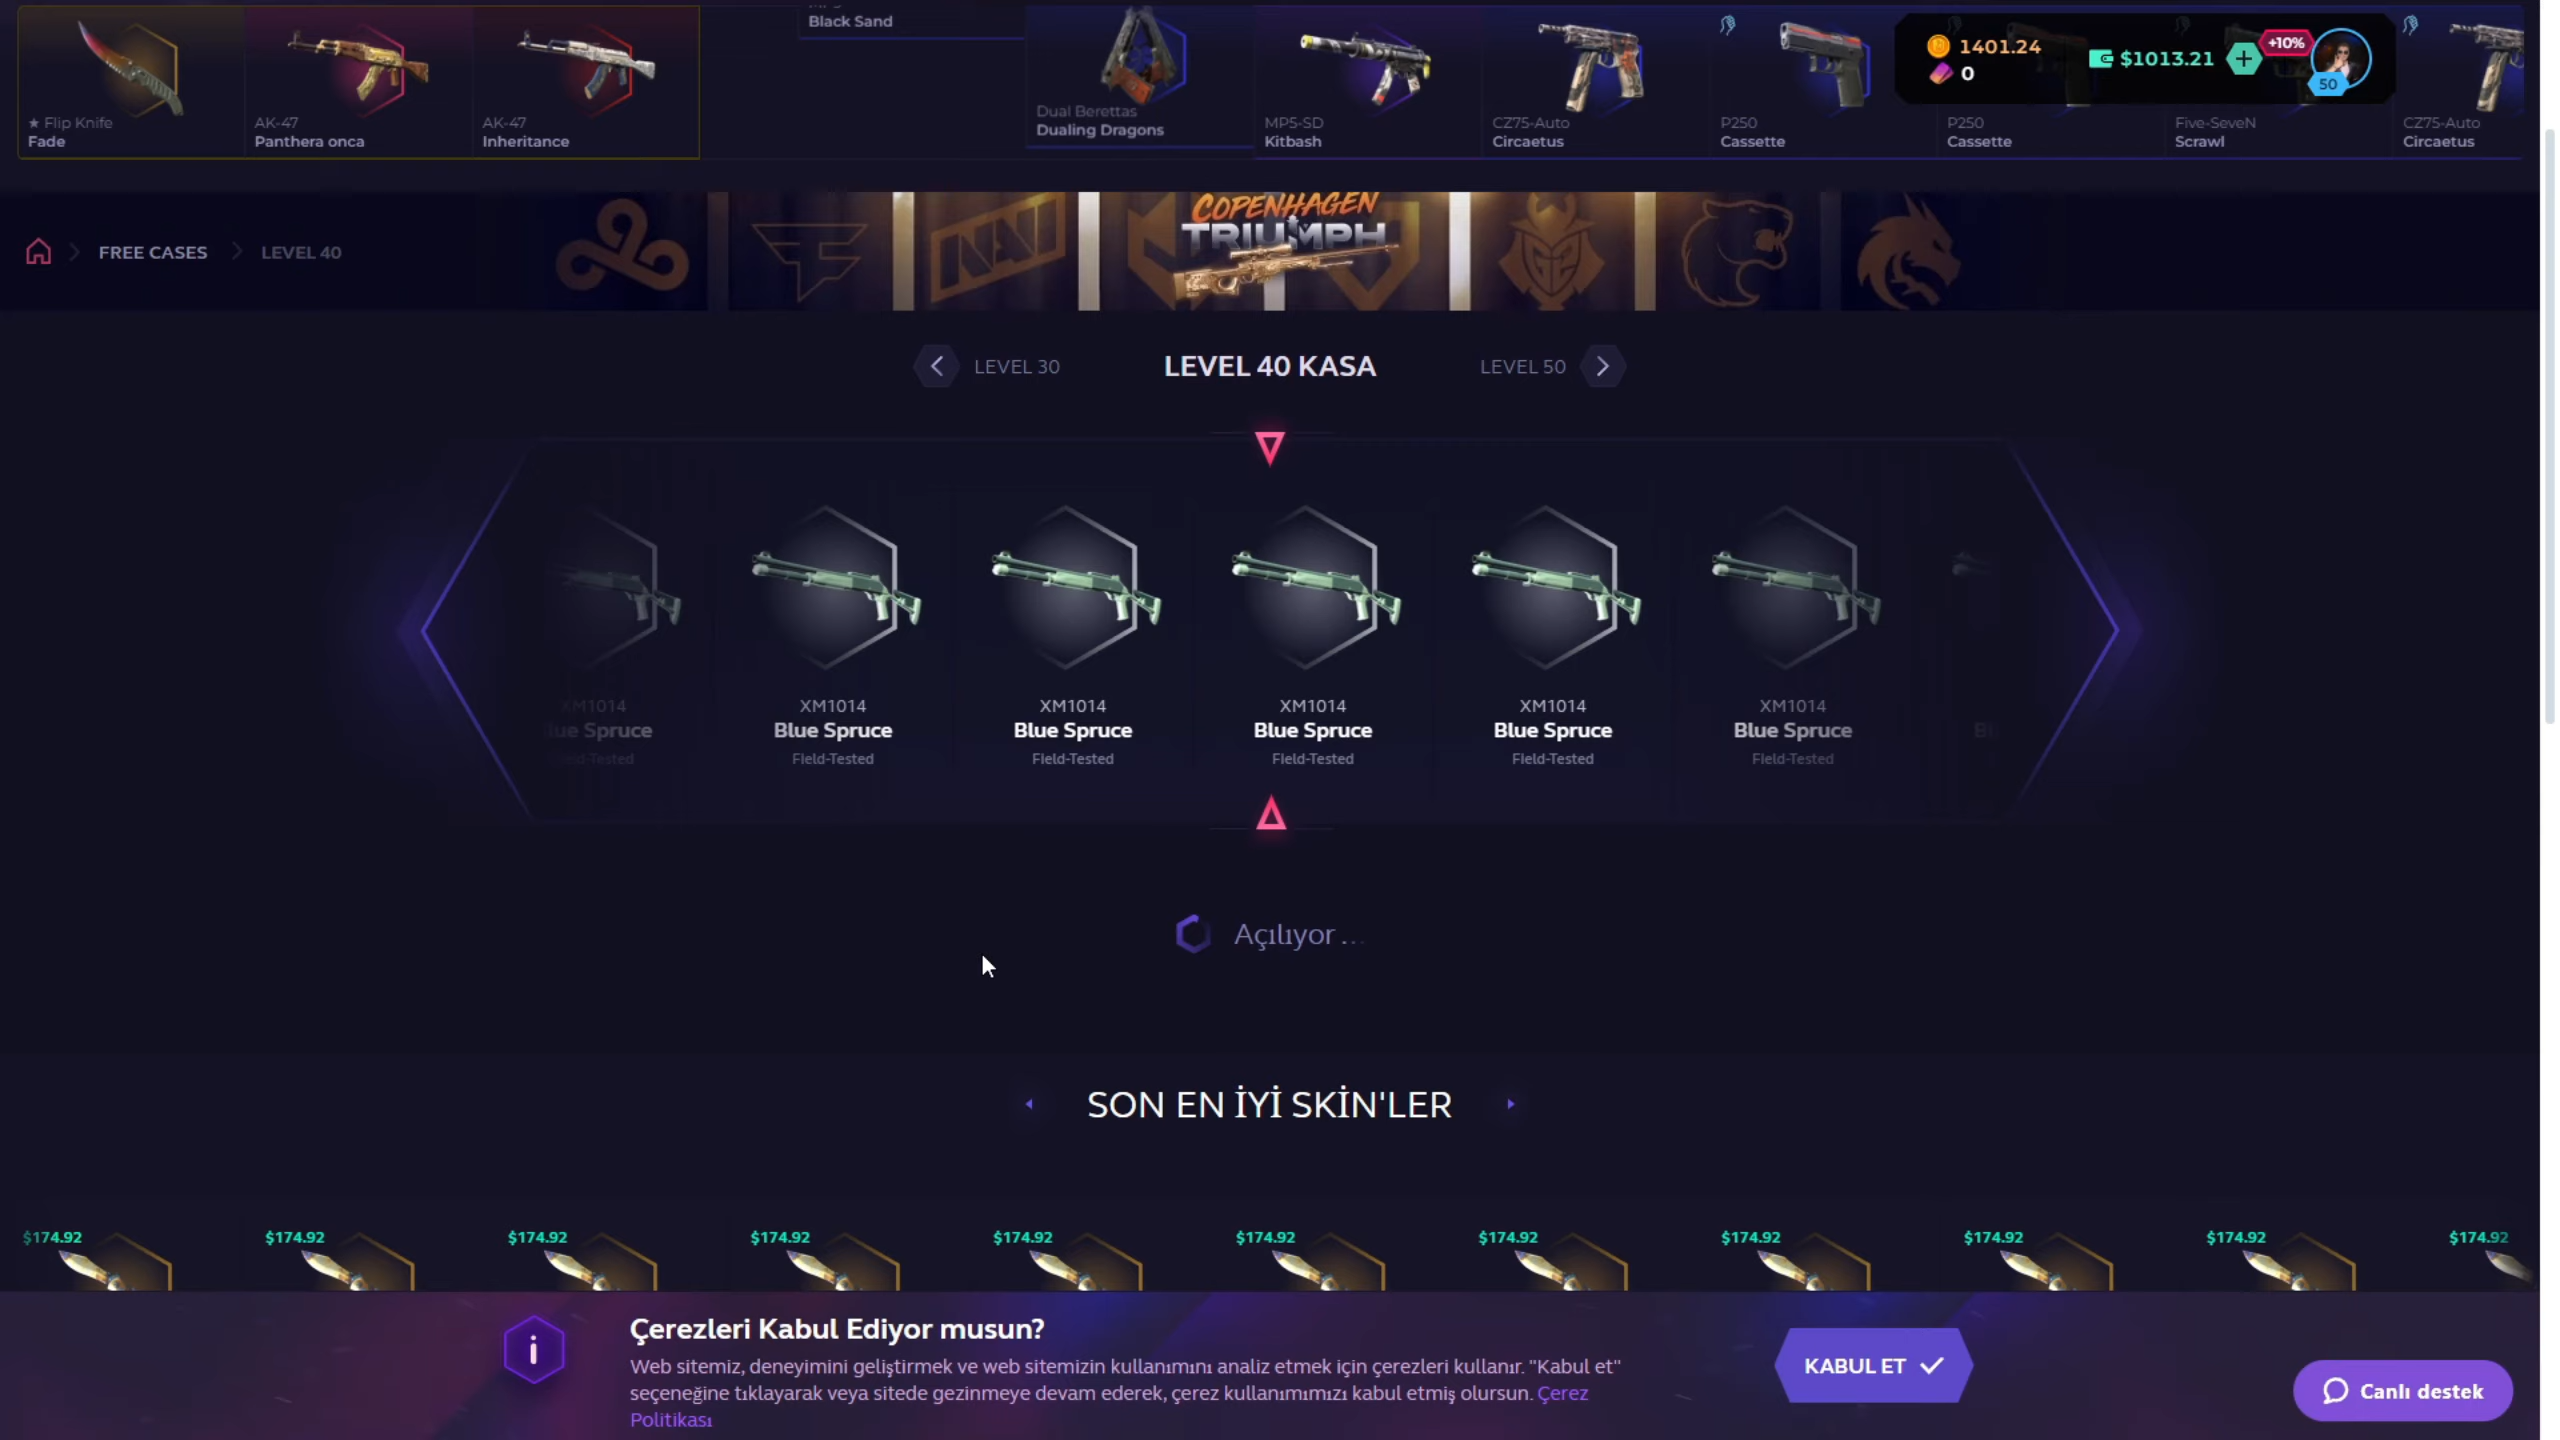 Black Sand
★ Flip Knife
Fade
AK-47
Panthera onca
AK-47
Inheritance
Dual Berettas
Dualing Dragons
MP5-SD
Kitbash
CZ75-Auto
Circaetus
P250
Cassette
P250
Cassette
Five-SeveN
Scrawl
CZ75-Auto
Circaetus
1401.24
0
$1013.21
+10%
50
FREE CASES
LEVEL 40
COPENHAGEN
TRIUMPH
LEVEL 30
LEVEL 40 KASA
LEVEL 50
XM1014
Blue Spruce
Field-Tested
XM1014
Blue Spruce
Field-Tested
XM1014
Blue Spruce
Field-Tested
XM1014
Blue Spruce
Field-Tested
XM1014
Blue Spruce
Field-Tested
XM1014
Spruce
Açılıyor ...
SON EN İYİ SKİN'LER
$174.92
$174.92
$174.92
$174.92
$174.92
$174.92
$174.92
$174.92
$174.92
$174.92
$174.92
Çerezleri Kabul Ediyor musun?
Web sitemiz, deneyimini geliştirmek ve web sitemizin kullanımını analiz etmek için çerezleri kullanır. "Kabul et"
seçeneğine tıklayarak veya sitede gezinmeye devam ederek, çerez kullanımımızı kabul etmiş olursun. Çerez
Politikası
KABUL ET
Canlı destek